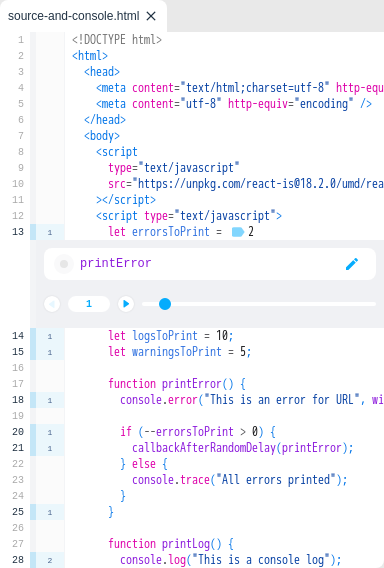 source-and-console.html
1 <!DOCTYPE html>
2 <html>
3 <head>
4 <meta content="text/html;charset=utf-8" http-equ
5 <meta content="utf-8" http-equiv="encoding" />
6 </head>
7 <body>
8 <script
9 type="text/javascript"
10 src="https://unpkg.com/react-is@18.2.0/umd/rea
11 ></script>
12 <script type="text/javascript">
13 1 let errorsToPrint = 2
printError
1
14 1 let logsToPrint = 10;
15 1 let warningsToPrint = 5;
16
17 function printError() {
18 1 console.error("This is an error for URL", wi
19
20 1 if (--errorsToPrint > 0) {
21 1 callbackAfterRandomDelay(printError);
22 } else {
23 console.trace("All errors printed");
24 }
25 1 }
26
27 function printLog() {
28 2 console.log("This is a console log");